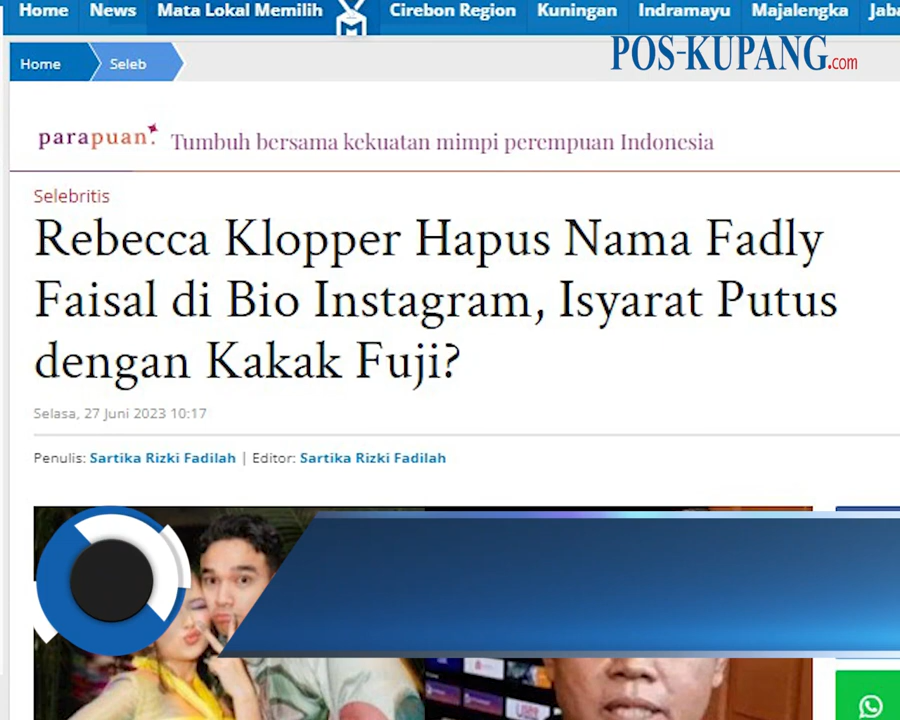 Home News Mata Lokal Memilih Cirebon Region Kuningan Indramayu Majalengka Jaba
POS-KUPANG.com
Home Seleb
parapuan. Tumbuh bersama kekuatan mimpi perempuan Indonesia
Selebritis
Rebecca Klopper Hapus Nama Fadly
Faisal di Bio Instagram, Isyarat Putus
dengan Kakak Fuji?
Selasa, 27 Juni 2023 10:17
Penulis: Sartika Rizki Fadilah | Editor: Sartika Rizki Fadilah